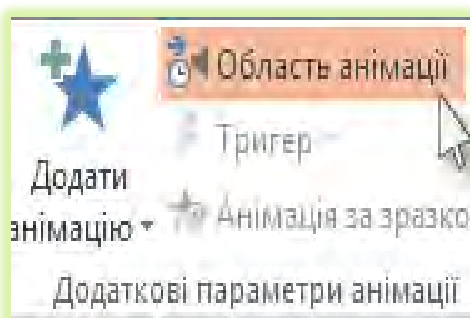 Додати
анімацію
Область анімації
Тригер
Анімація за зразко
Додаткові параметри анімації